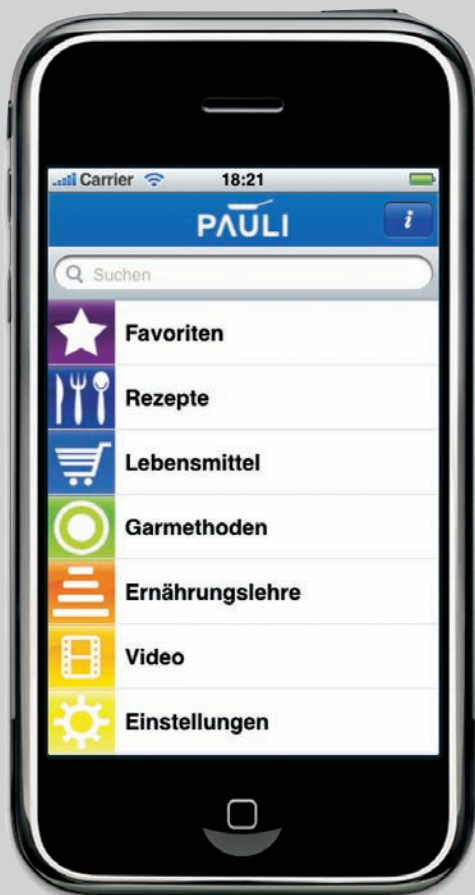 Carrier 18:21
PAULI
i
Suchen
Favoriten
Rezepte
Lebensmittel
Garmethoden
Ernährungslehre
Video
Einstellungen